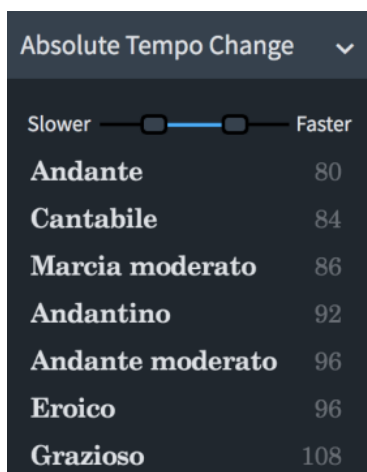 Absolute Tempo Change
Slower Faster
Andante 80
Cantabile 84
Marcia moderato 86
Andantino 92
Andante moderato 96
Eroico 96
Grazioso 108